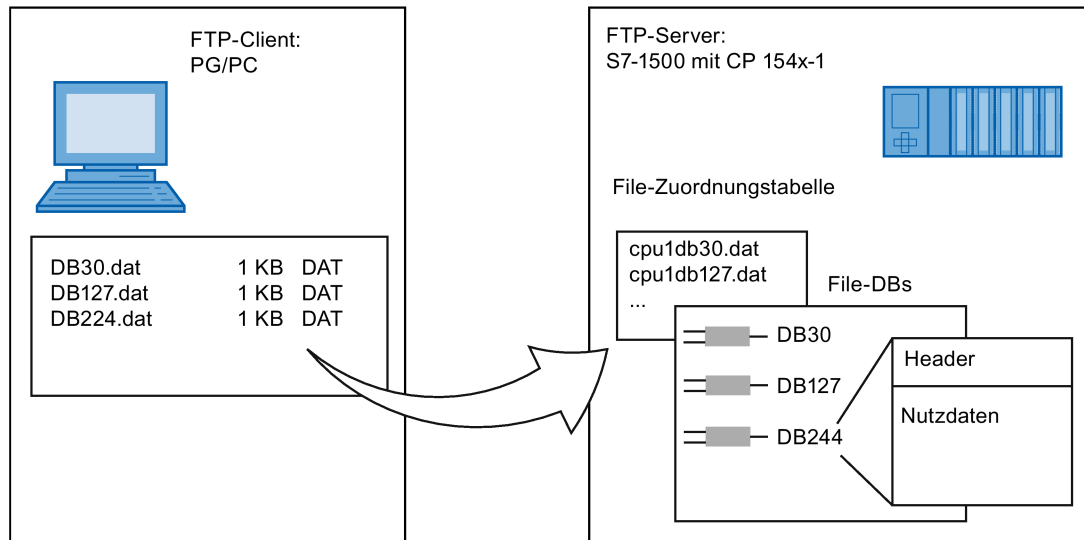 FTP-Client:
PG/PC
DB30.dat 1 KB DAT
DB127.dat 1 KB DAT
DB224.dat 1 KB DAT
FTP-Server:
S7-1500 mit CP 154x-1
File-Zuordnungstabelle
cpu1db30.dat
cpu1db127.dat
...
File-DBs
DB30
DB127
DB244
Header
Nutzdaten